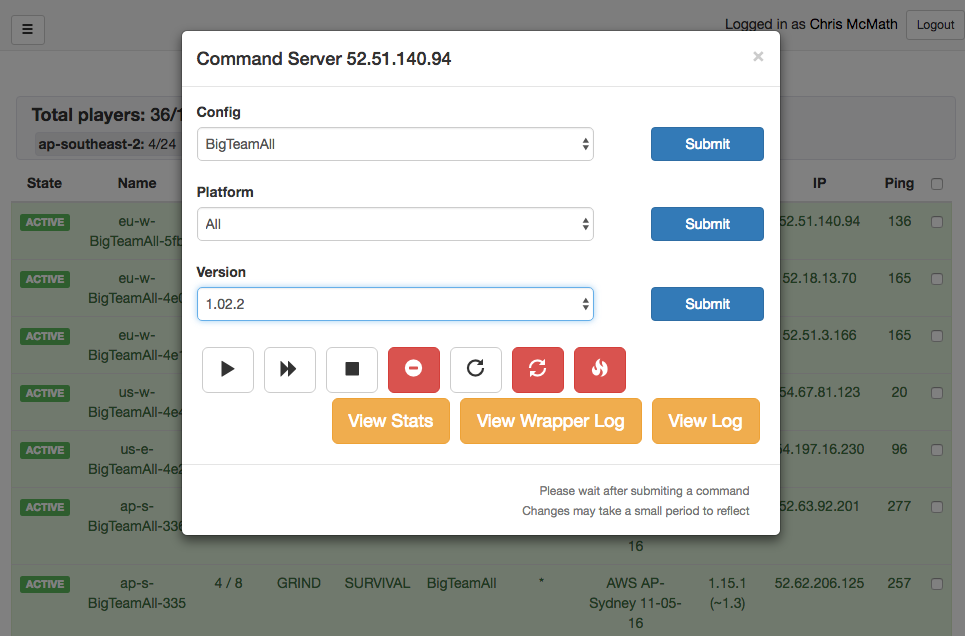 Logged in as Chris McMath
Logout
Command Server 52.51.140.94
×
Config
BigTeamAll
Submit
Platform
All
Submit
Version
1.02.2
Submit
View Stats
View Wrapper Log
View Log
Please wait after submiting a command
Changes may take a small period to reflect
Total players: 36/1
ap-southeast-2: 4/24
State Name IP Ping
ACTIVE eu-w- 52.51.140.94 136
BigTeamAll-5fb
ACTIVE eu-w- 52.18.13.70 165
BigTeamAll-4e0
ACTIVE eu-w- 52.51.3.166 165
BigTeamAll-4e1
ACTIVE us-w- 54.67.81.123 20
BigTeamAll-4e4
ACTIVE us-e- 54.197.16.230 96
BigTeamAll-4e2
ACTIVE ap-s- 52.63.92.201 277
BigTeamAll-336
16
ACTIVE ap-s- 4 / 8 GRIND SURVIVAL BigTeamAll * AWS AP- 1.15.1 52.62.206.125 257
BigTeamAll-335 Sydney 11-05- (~1.3)
16